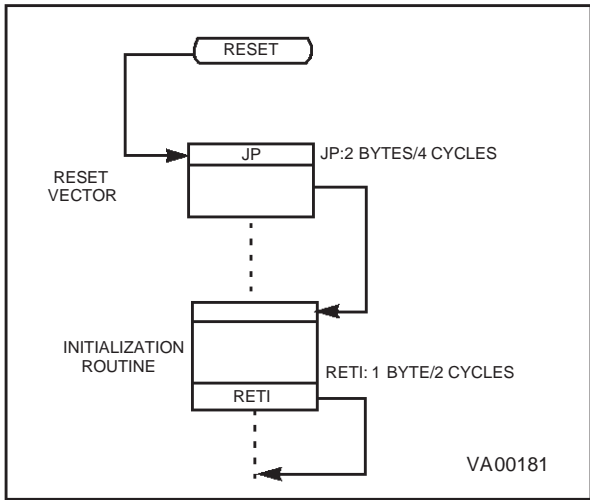 RESET
JP
JP:2 BYTES/4 CYCLES
RESET
VECTOR
INITIALIZATION
ROUTINE
RETI: 1 BYTE/2 CYCLES
RETI
VA00181